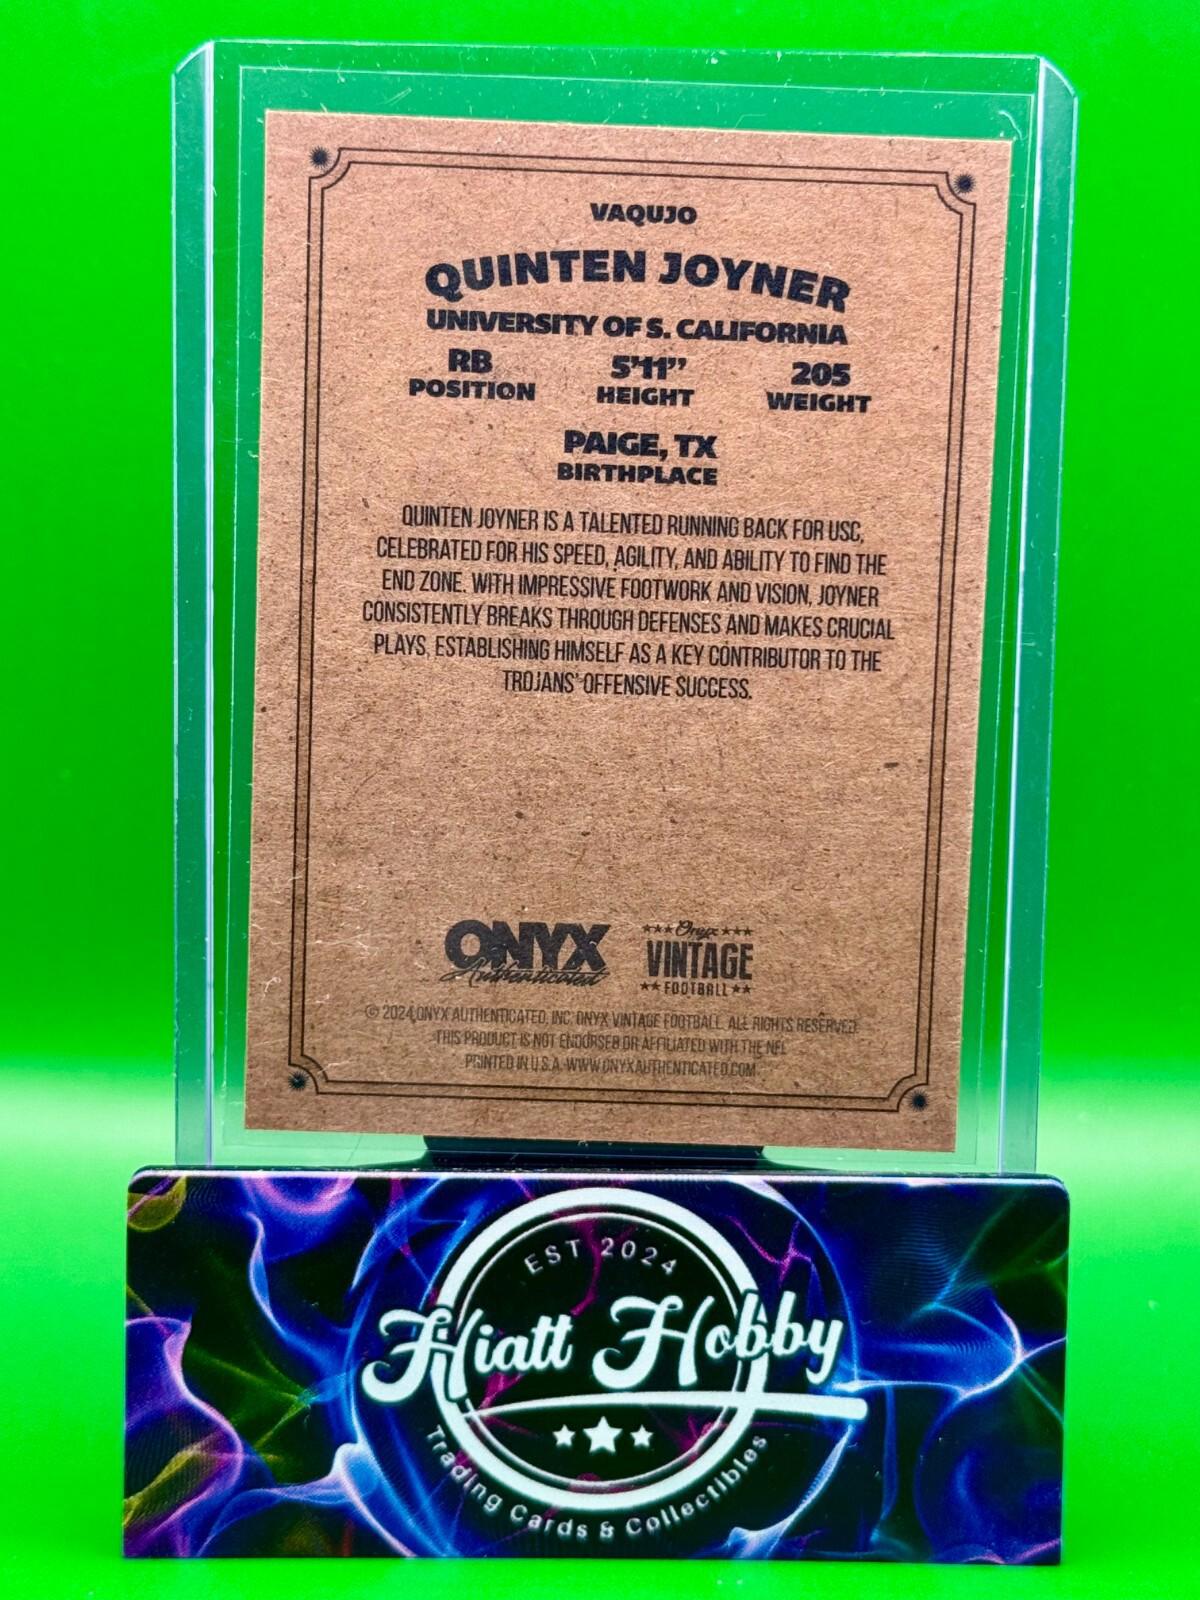 VAQUJO
QUINTEN JOYNER
UNIVERSITY OF S. CALIFORNIA
RB 5'11" 205
POSITION HEIGHT WEIGHT
PAIGE, TX
BIRTHPLACE
QUINTEN JOYNER IS A TALENTED RUNNING BACK FOR USC,
CELEBRATED FOR HIS SPEED, AGILITY, AND ABILITY TO FIND THE
END ZONE. WITH IMPRESSIVE FOOTWORK AND VISION, JOYNER
CONSISTENTLY BREAKS THROUGH DEFENSES AND MAKES CRUCIAL
PLAYS, ESTABLISHING HIMSELF AS A KEY CONTRIBUTOR TO THE
TROJANS' OFFENSIVE SUCCESS.
ONYX
Authenticated
Onyx
VINTAGE
FOOTBALL
© 2024 ONYX AUTHENTICATED, INC. ONYX VINTAGE FOOTBALL. ALL RIGHTS RESERVED.
THIS PRODUCT IS NOT ENDORSED OR AFFILIATED WITH THE NFL
PRINTED IN U.S.A. WWW.ONYXAUTHENTICATED.COM
EST 2024
Hiatt Hobby
Trading Cards & Collectibles